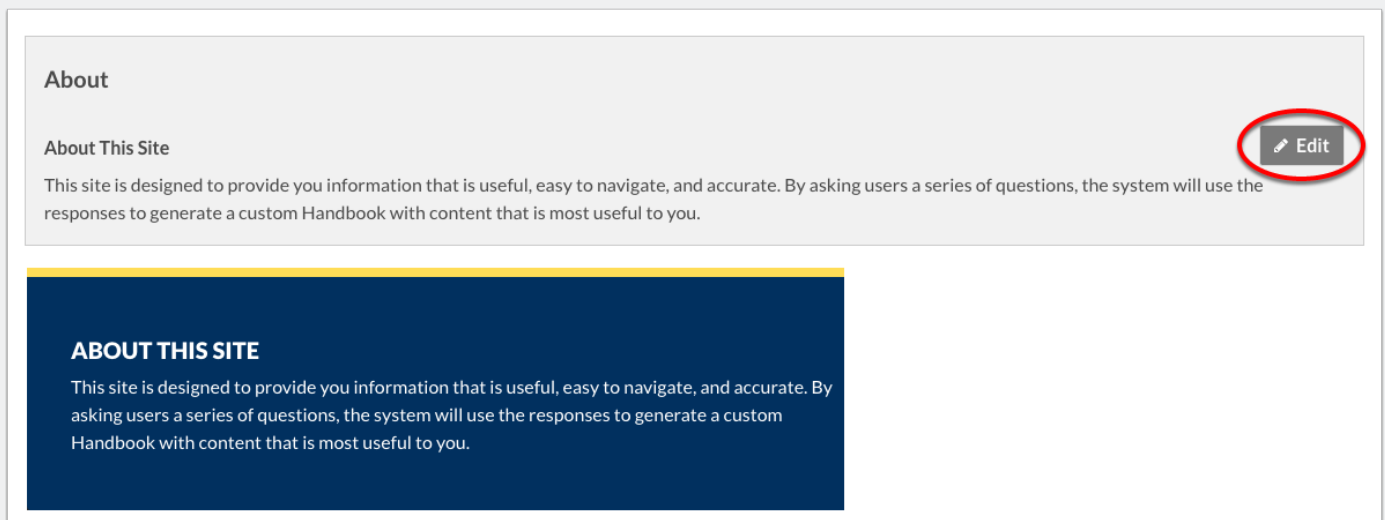 About
About This Site
Edit
This site is designed to provide you information that is useful, easy to navigate, and accurate. By asking users a series of questions, the system will use the
responses to generate a custom Handbook with content that is most useful to you.
ABOUT THIS SITE
This site is designed to provide you information that is useful, easy to navigate, and accurate. By
asking users a series of questions, the system will use the responses to generate a custom
Handbook with content that is most useful to you.